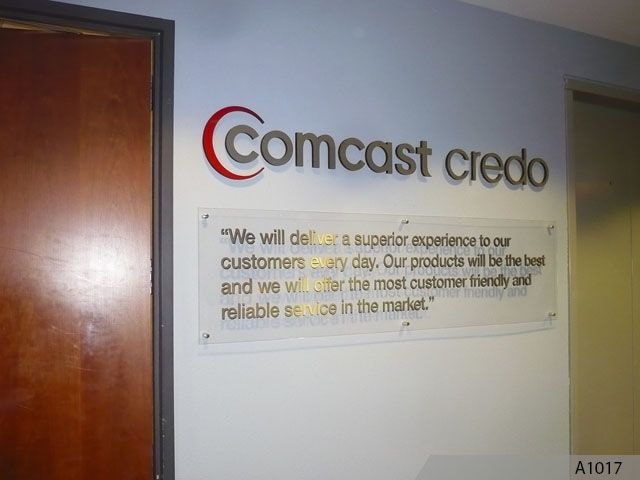 comcast credo
“We will deliver a superior experience to our
customers every day. Our products will be the best
and we will offer the most customer friendly and
reliable service in the market.”
A1017